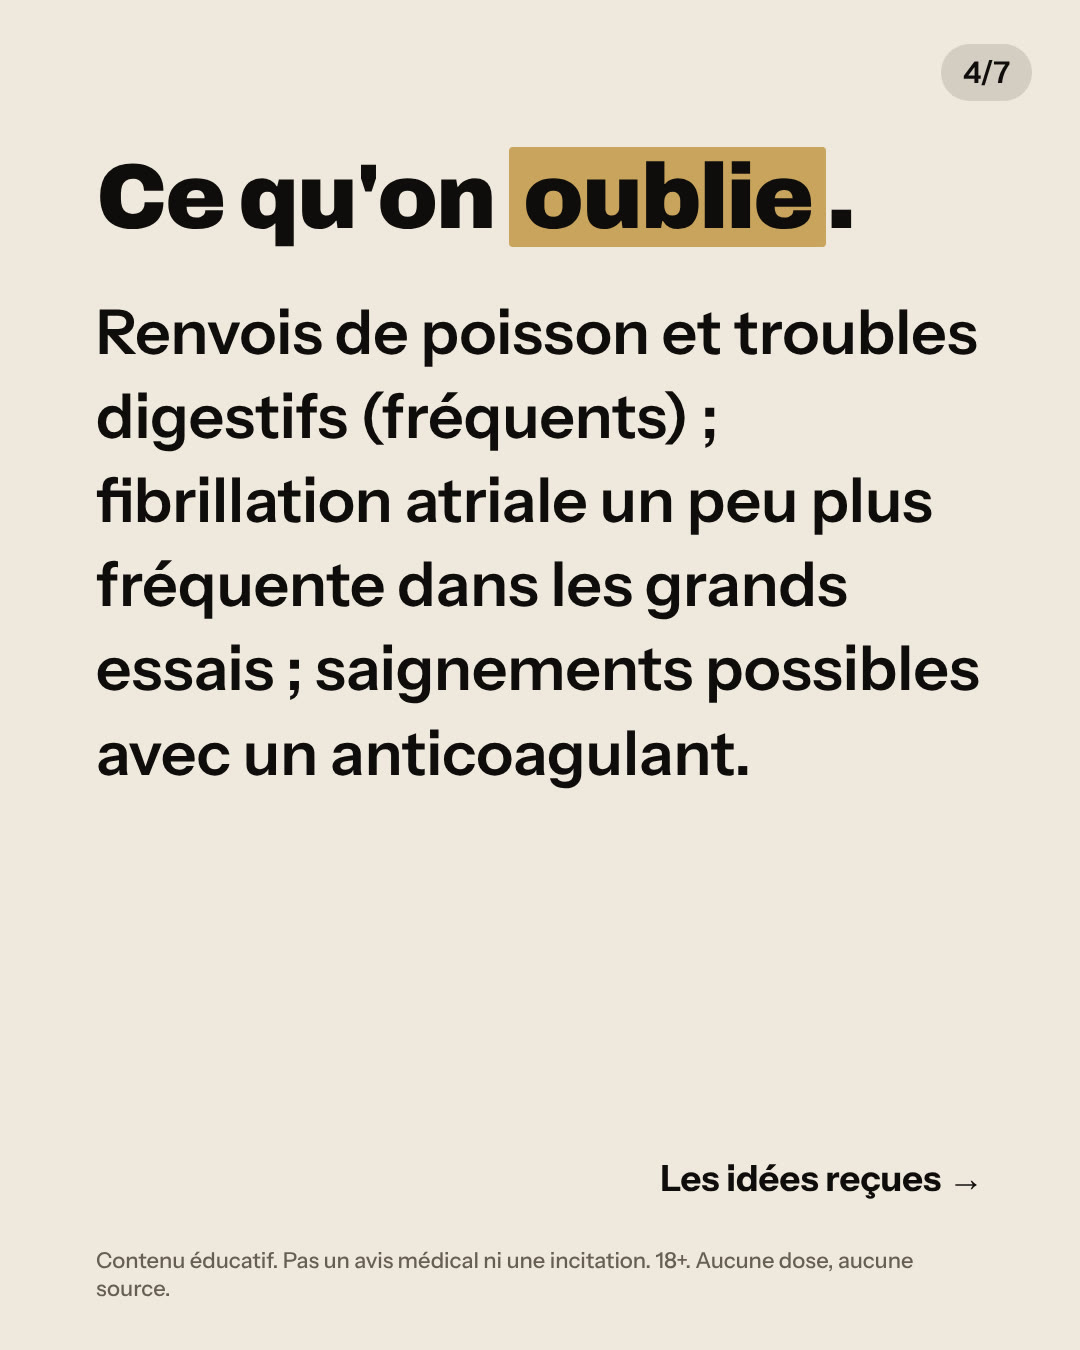 4/7
Ce qu'on oublie.
Renvois de poisson et troubles
digestifs (fréquents) ;
fibrillation atriale un peu plus
fréquente dans les grands
essais ; saignements possibles
avec un anticoagulant.
Les idées reçues →
Contenu éducatif. Pas un avis médical ni une incitation. 18+. Aucune dose, aucune
source.